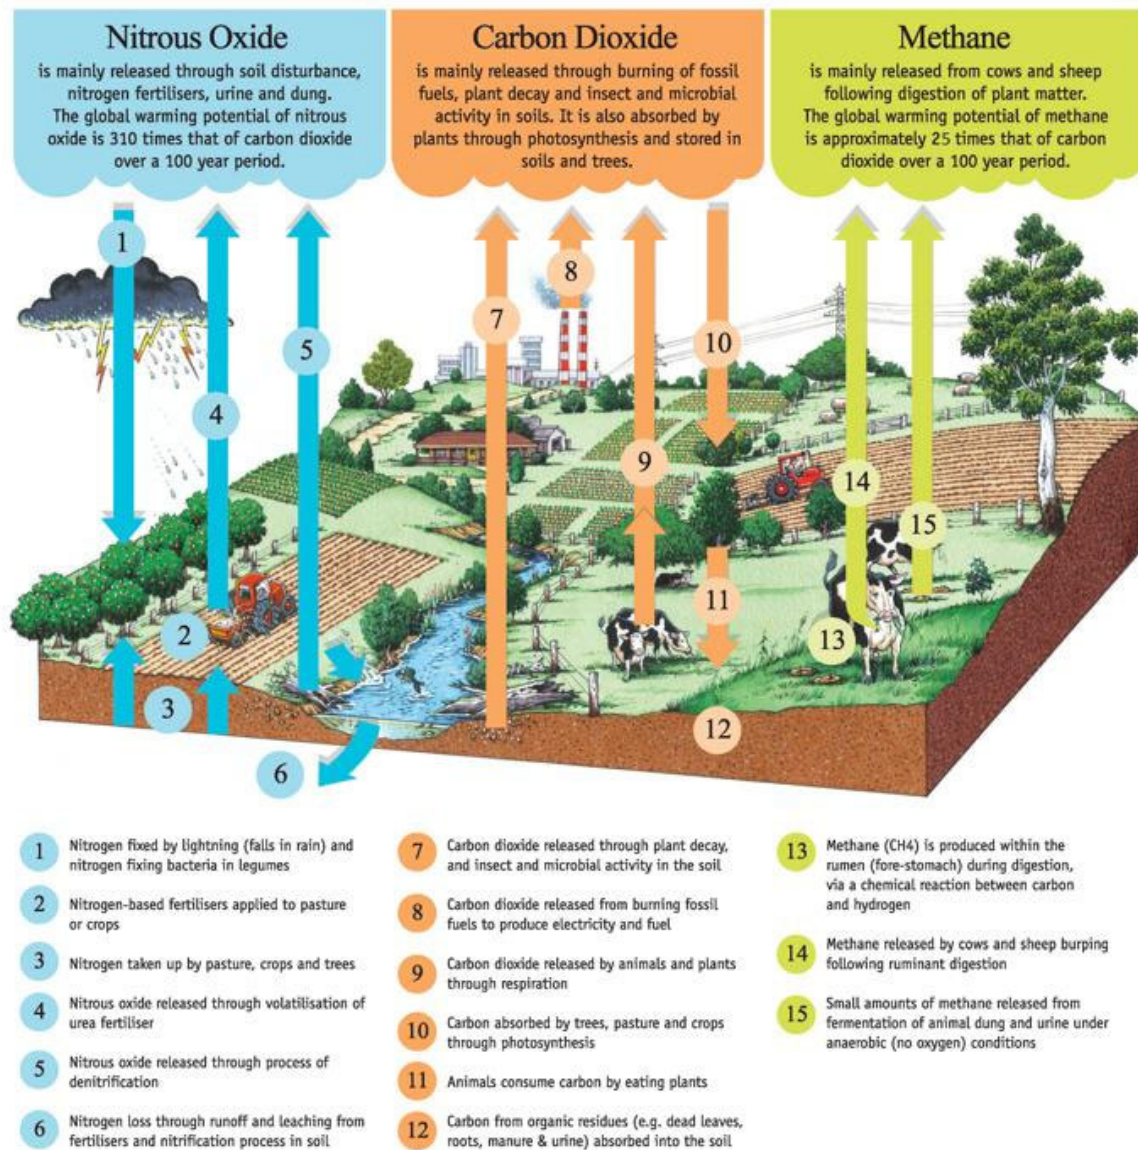 Nitrous Oxide
is mainly released through soil disturbance,
nitrogen fertilisers, urine and dung.
The global warming potential of nitrous
oxide is 310 times that of carbon dioxide
over a 100 year period.
Carbon Dioxide
is mainly released through burning of fossil
fuels, plant decay and insect and microbial
activity in soils. It is also absorbed by
plants through photosynthesis and stored in
soils and trees.
Methane
is mainly released from cows and sheep
following digestion of plant matter.
The global warming potential of methane
is approximately 25 times that of carbon
dioxide over a 100 year period.
1
2
3
4
5
6
7
8
9
10
11
12
13
14
15
1 Nitrogen fixed by lightning (falls in rain) and
nitrogen fixing bacteria in legumes
2 Nitrogen-based fertilisers applied to pasture
or crops
3 Nitrogen taken up by pasture, crops and trees
4 Nitrous oxide released through volatilisation of
urea fertiliser
5 Nitrous oxide released through process of
denitrification
6 Nitrogen loss through runoff and leaching from
fertilisers and nitrification process in soil
7 Carbon dioxide released through plant decay,
and insect and microbial activity in the soil
8 Carbon dioxide released from burning fossil
fuels to produce electricity and fuel
9 Carbon dioxide released by animals and plants
through respiration
10 Carbon absorbed by trees, pasture and crops
through photosynthesis
11 Animals consume carbon by eating plants
12 Carbon from organic residues (e.g. dead leaves,
roots, manure & urine) absorbed into the soil
13 Methane (CH4) is produced within the
rumen (fore-stomach) during digestion,
via a chemical reaction between carbon
and hydrogen
14 Methane released by cows and sheep burping
following ruminant digestion
15 Small amounts of methane released from
fermentation of animal dung and urine under
anaerobic (no oxygen) conditions